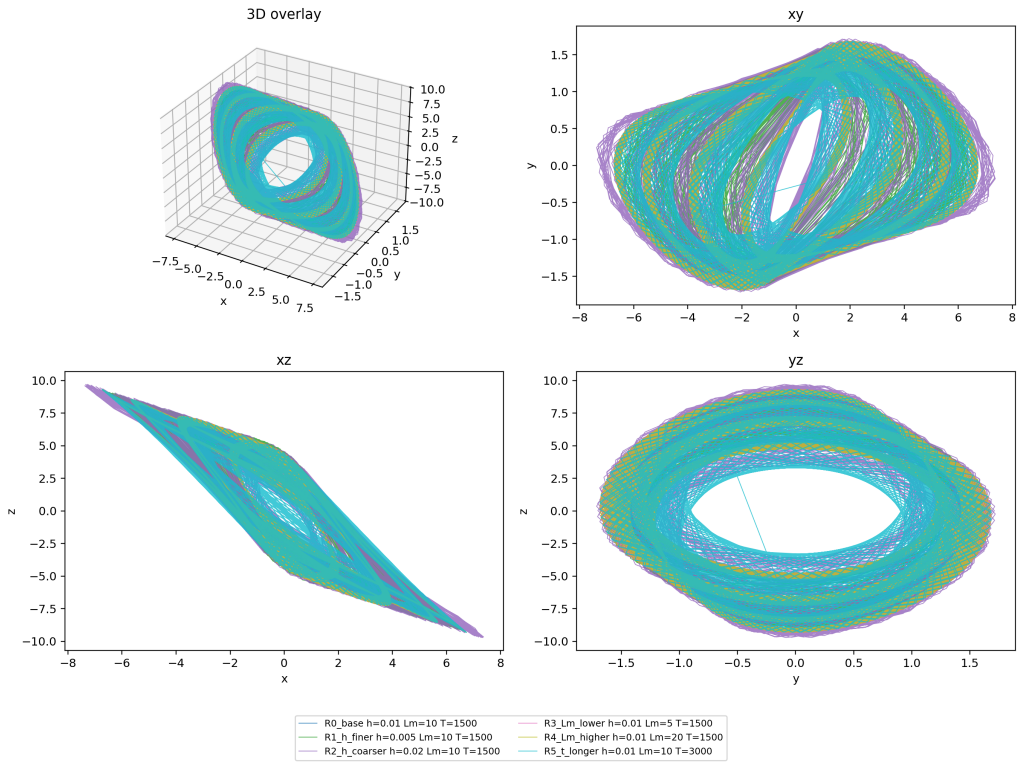 3D overlay
10.0
7.5
5.0
2.5
0.0
−2.5
−5.0
−7.5
−10.0
z
−7.5
−5.0
−2.5
0.0
2.5
5.0
7.5
x
−1.5
−1.0
−0.5
0.0
0.5
1.0
1.5
y
xy
1.5
1.0
0.5
0.0
−0.5
−1.0
−1.5
y
−8 −6 −4 −2 0 2 4 6 8
x
xz
10.0
7.5
5.0
2.5
0.0
−2.5
−5.0
−7.5
−10.0
z
−8 −6 −4 −2 0 2 4 6 8
x
yz
10.0
7.5
5.0
2.5
0.0
−2.5
−5.0
−7.5
−10.0
z
−1.5 −1.0 −0.5 0.0 0.5 1.0 1.5
y
R0_base h=0.01 Lm=10 T=1500
R1_h_finer h=0.005 Lm=10 T=1500
R2_h_coarser h=0.02 Lm=10 T=1500
R3_Lm_lower h=0.01 Lm=5 T=1500
R4_Lm_higher h=0.01 Lm=20 T=1500
R5_t_longer h=0.01 Lm=10 T=3000